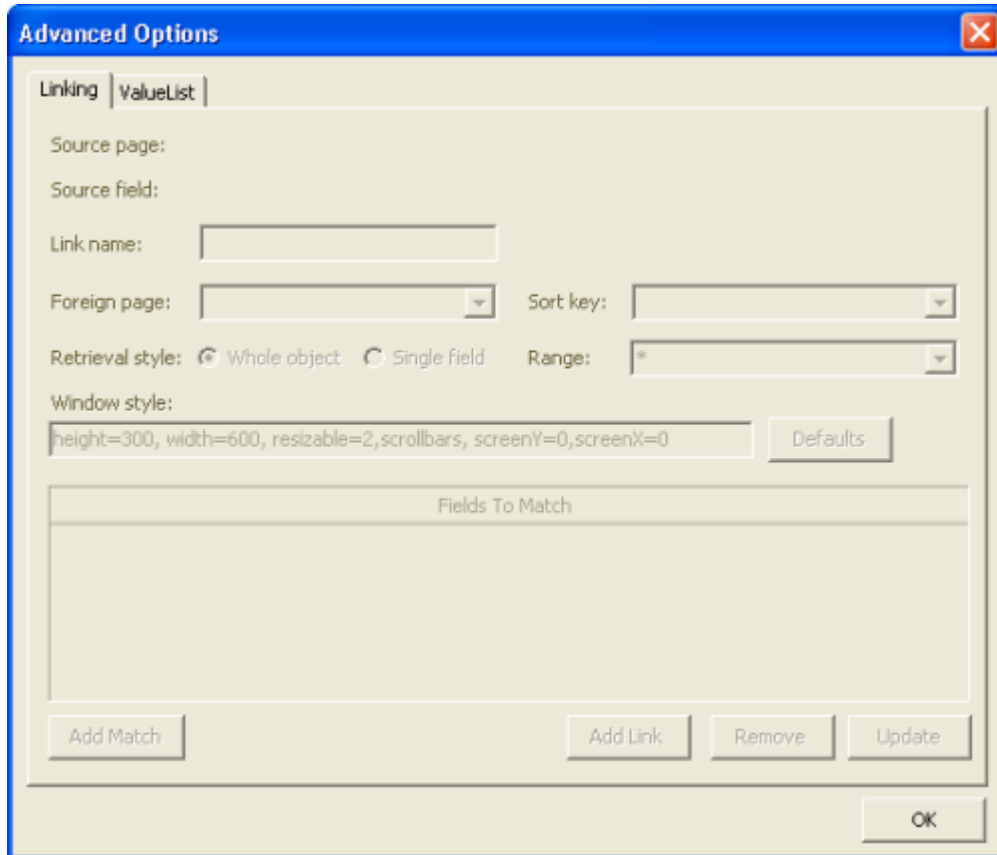 Advanced Options
Linking ValueList
Source page:
Source field:
Link name:
Foreign page: Sort key:
Retrieval style: Whole object Single field Range: *
Window style:
height=300, width=600, resizable=2,scrollbars, screenY=0,screenX=0 Defaults
Fields To Match
Add Match Add Link Remove Update
OK